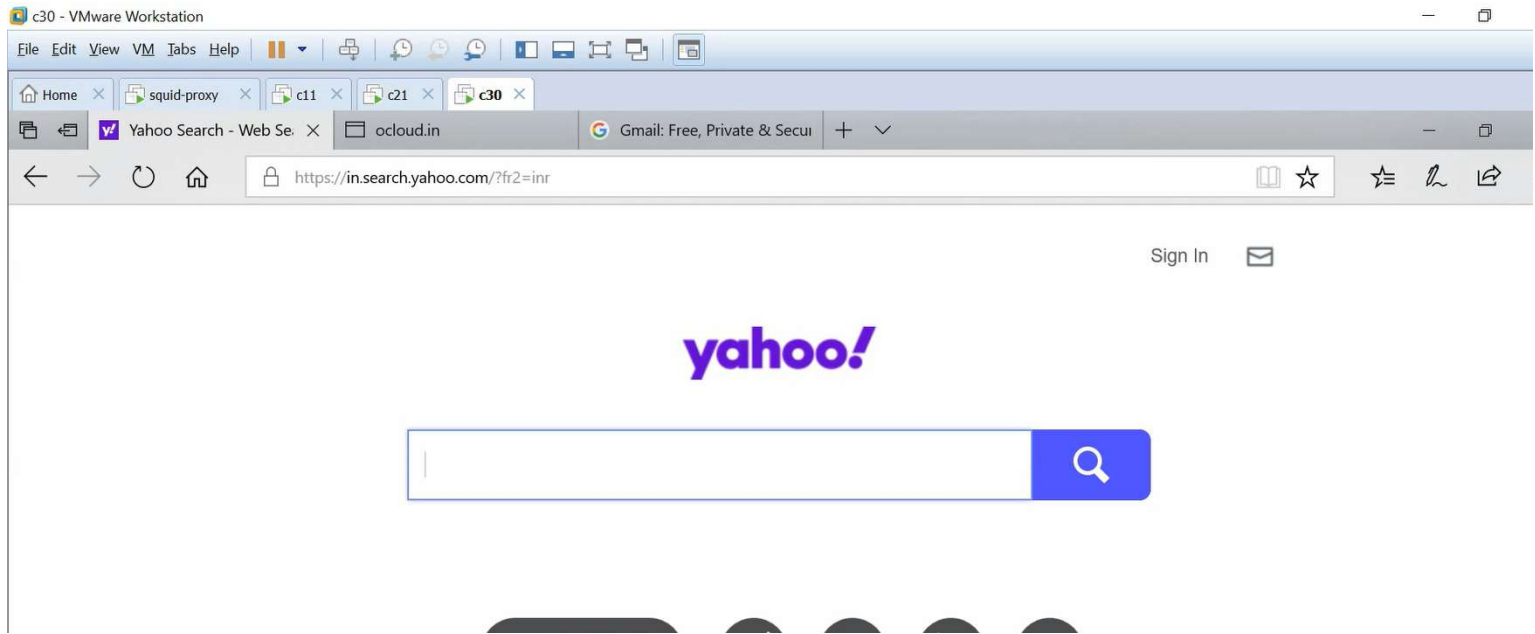 c30 - VMware Workstation
File Edit View VM Tabs Help
Home squid-proxy c11 c21 c30
Yahoo Search - Web Se. ocloud.in Gmail: Free, Private & Secu
https://in.search.yahoo.com/?fr2=inr
Sign In
yahoo!